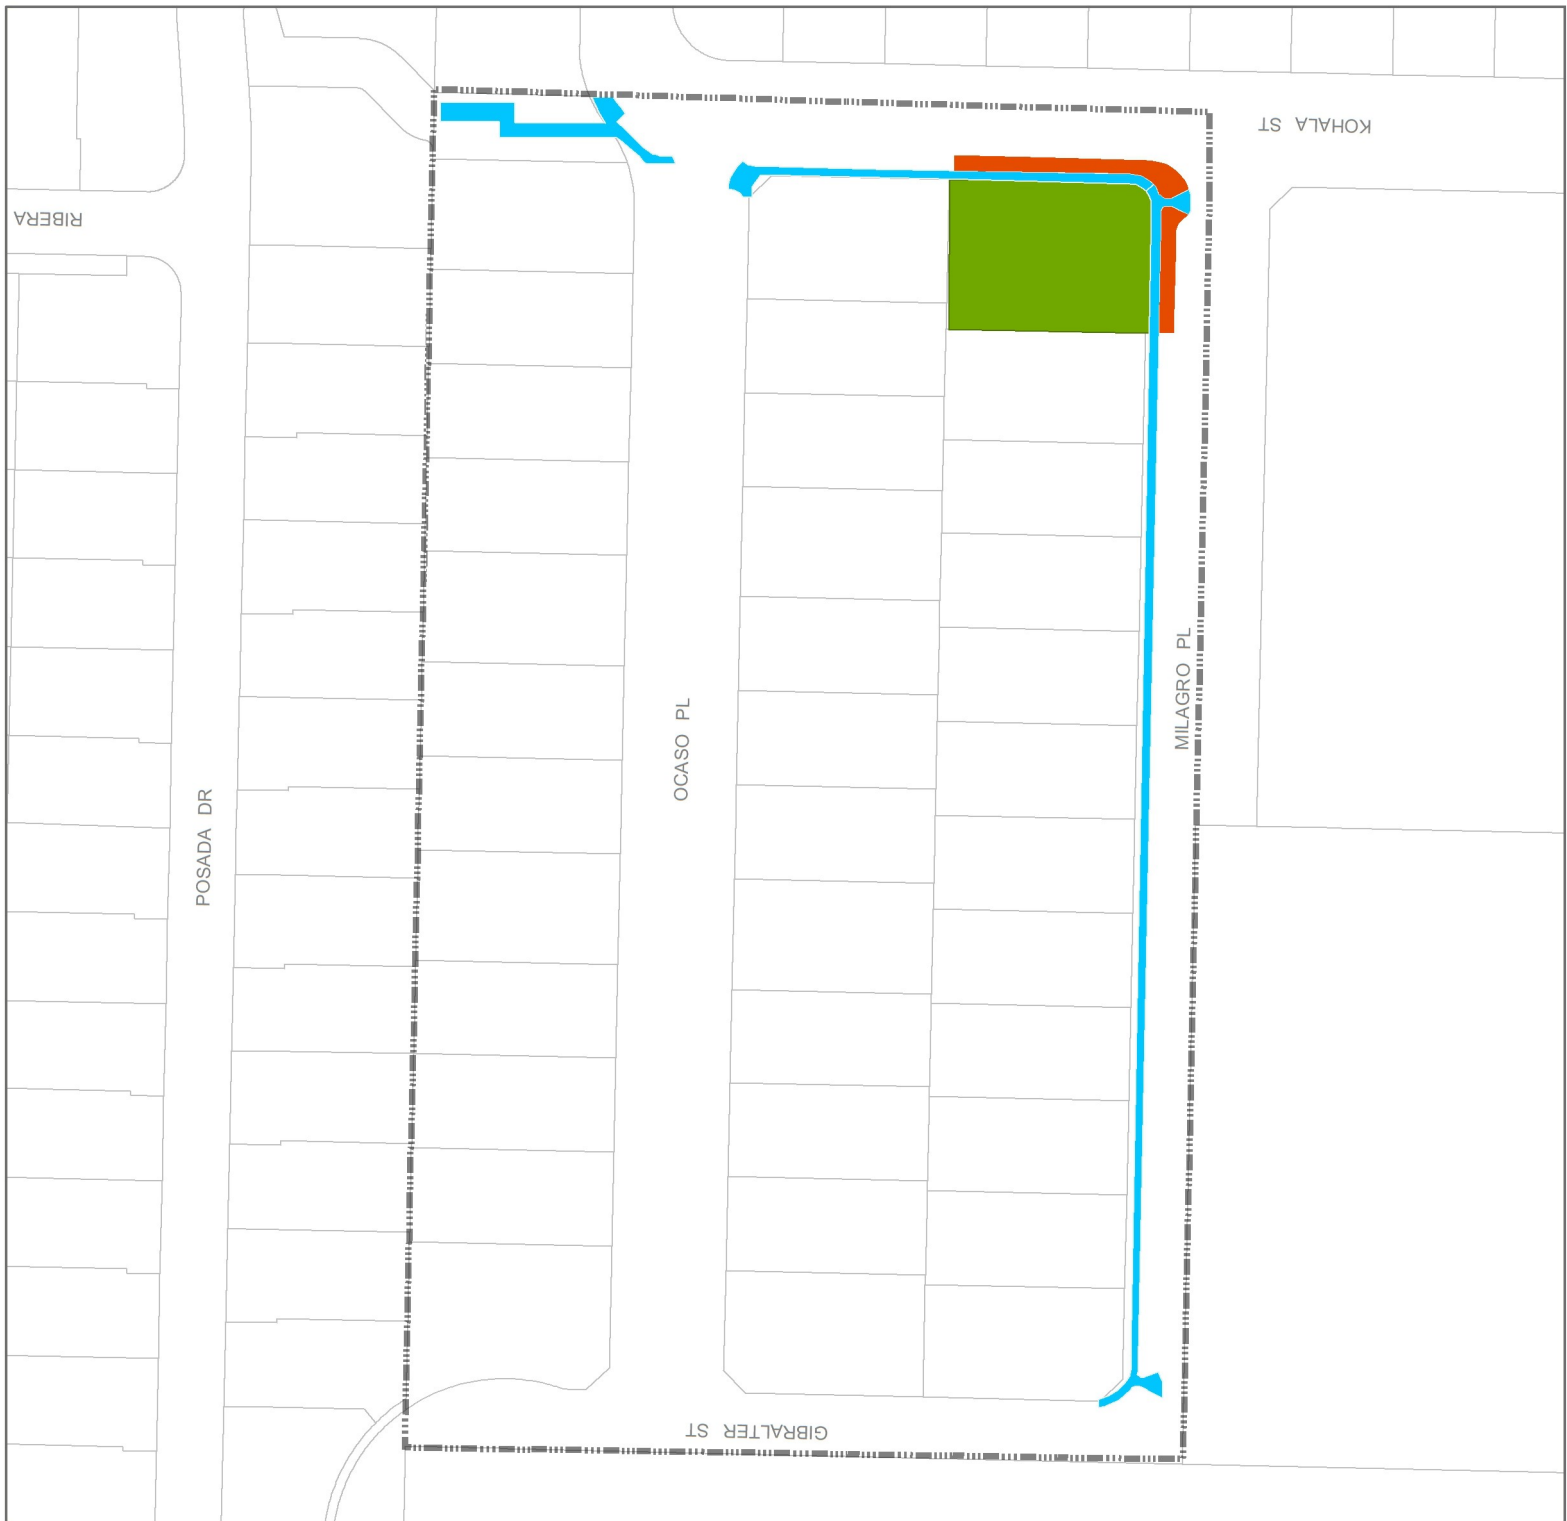 KOHALA ST
RIBERA
MILAGRO PL
OCASO PL
POSADA DR
GIBRALTER ST